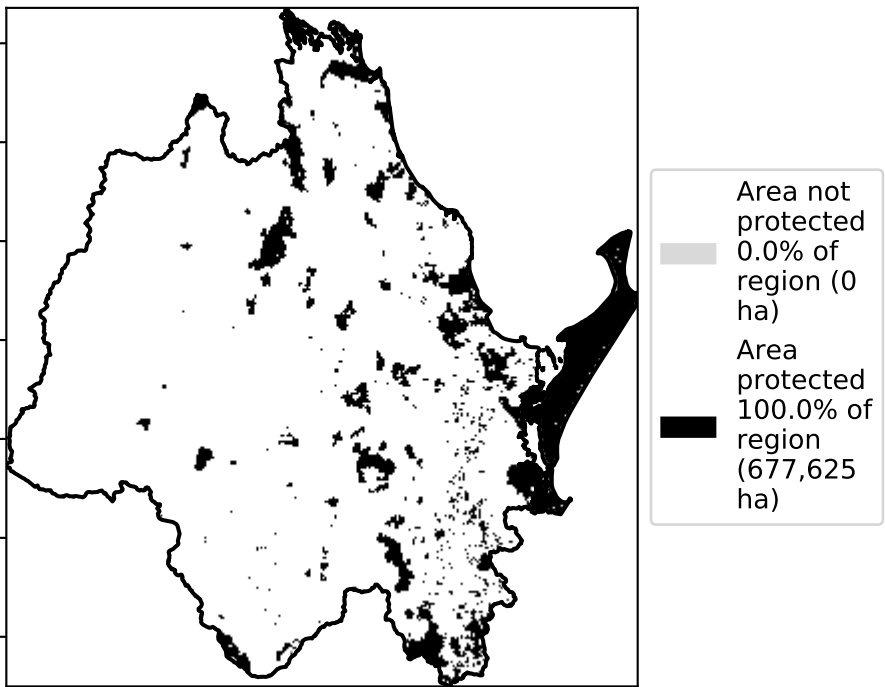 Area not
protected
0.0% of
region (0
ha)
Area
protected
100.0% of
region
(677,625
ha)